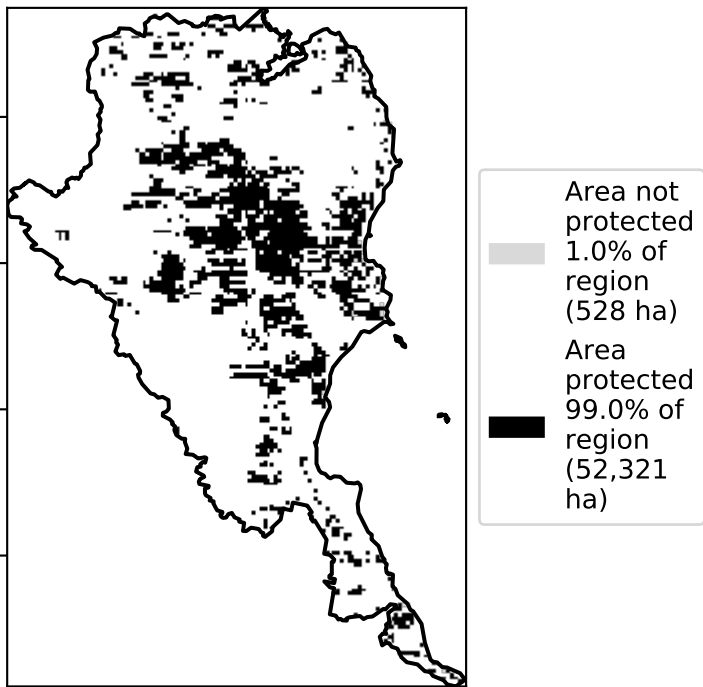 Area not
protected
1.0% of
region
(528 ha)
Area
protected
99.0% of
region
(52,321
ha)